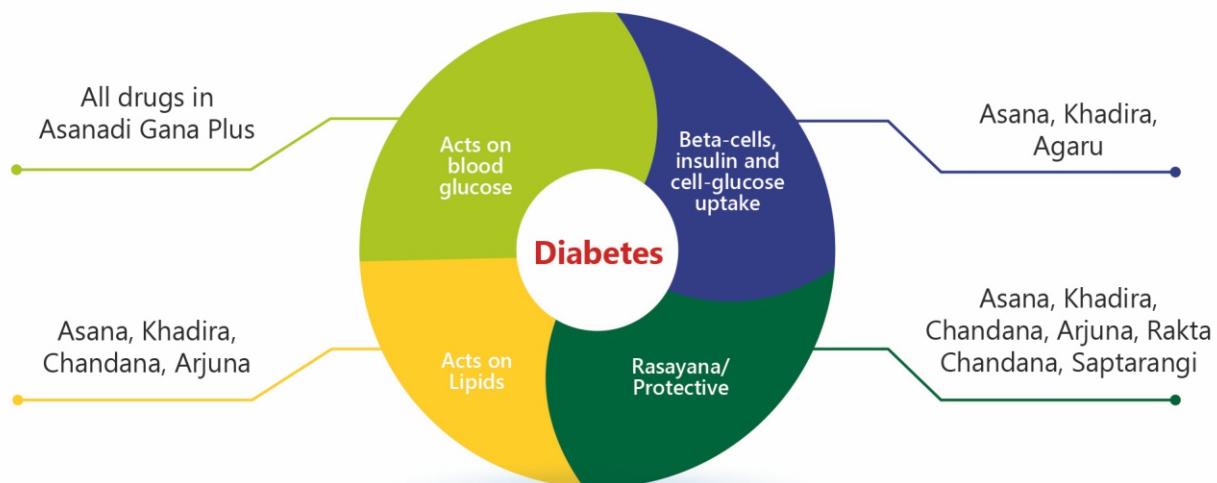 All drugs in
Asanadi Gana Plus
Acts on
blood
glucose
Beta-cells,
insulin and
cell-glucose
uptake
Asana, Khadira,
Agaru
Diabetes
Asana, Khadira,
Chandana, Arjuna
Acts on
Lipids
Rasayana/
Protective
Asana, Khadira,
Chandana, Arjuna, Rakta
Chandana, Saptarangi